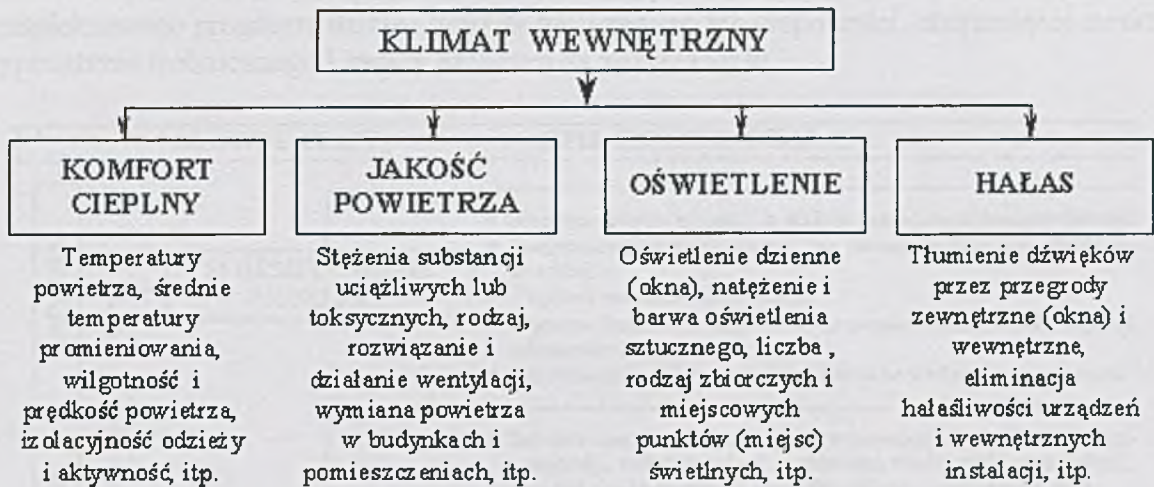 KLIMAT WEWNĘTRZNY
KOMFORT
CIEPLNY
Temperatury
powietrza, średnie
temperatury
promieniowania,
wilgotność i
prędkość powietrza,
izolacyjność odzieży
i aktywność, itp.
JAKOŚĆ
POWIETRZA
Stężenia substancji
uciążliwych lub
toksycznych, rodzaj,
rozwiązanie i
działanie wentylacji,
wymiana powietrza
w budynkach i
pomieszczeniach, itp.
OŚWIETLENIE
Oświetlenie dzienne
(okna), natężenie i
barwa oświetlenia
sztucznego, liczba ,
rodzaj zbiorczych i
miejscowych
punktów (miejsc)
świetlnych, itp.
HAŁAS
Tłumienie dźwięków
przez przegrody
zewnętrzne (okna) i
wewnętrzne,
eliminacja
hałaśliwości urządzeń
i wewnętrznych
instalacji, itp.